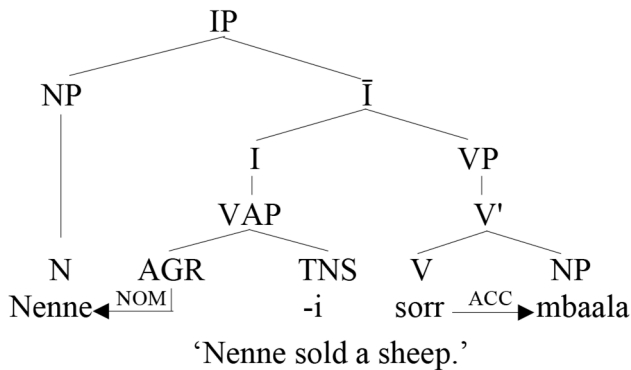 IP
NP Ī
I VP
VAP V'
N AGR TNS V NP
Nenne NOM -i sorr ACC mbaala
‘Nenne sold a sheep.’